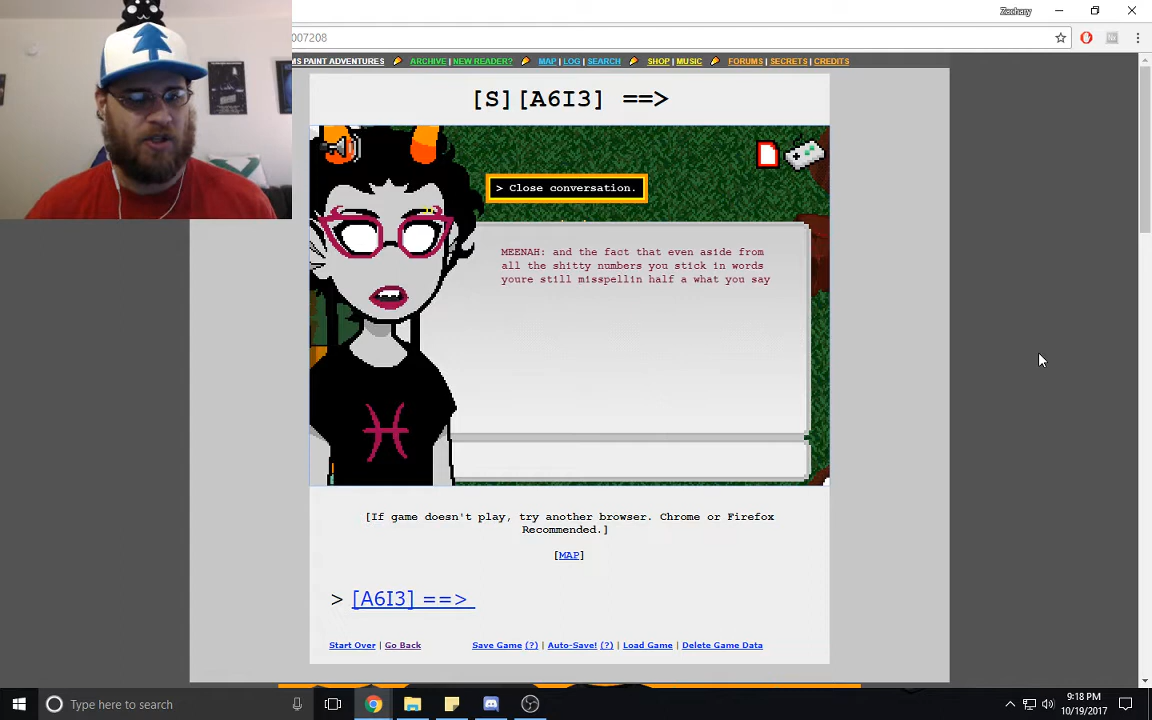 Zechary
007208
MS PAINT ADVENTURES ARCHIVE | NEW READER? MAP | LOG | SEARCH SHOP | MUSIC FORUMS | SECRETS | CREDITS
[S][A6I3] ==>
> Close conversation.
MEENAH: and the fact that even aside from
all the shitty numbers you stick in words
youre still misspellin half a what you say
[If game doesn't play, try another browser. Chrome or Firefox
Recommended.]
[MAP]
> [A6I3] ==>
Start Over | Go Back Save Game (?) | Auto-Save! (?) | Load Game | Delete Game Data
Type here to search
9:18 PM
10/19/2017